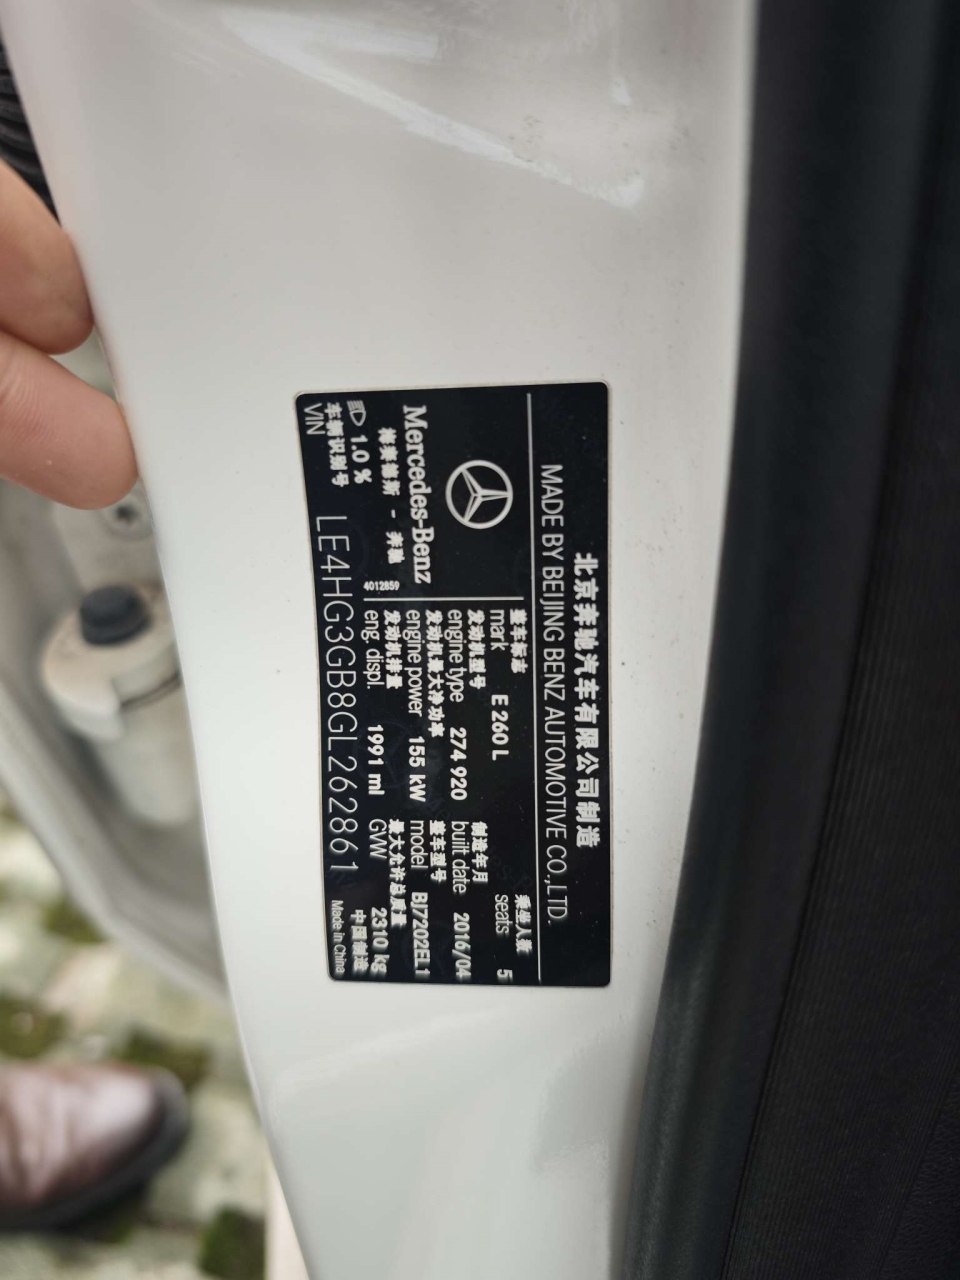 北京奔驰汽车有限公司制造
MADE BY BEIJING BENZ AUTOMOTIVE CO.,LTD.
Mercedes-Benz
梅赛德斯 - 奔驰
4012859
1.0 %
整车标志
mark E 260 L
乘坐人数
seats 5
发动机型号
engine type 274 920
制造年月
built date 2016/04
发动机最大净功率
engine power 155 kW
整车型号
model BJ7202EL1
发动机排量
eng. displ. 1991 ml
最大允许总质量
GVW 2310 kg
车辆识别号
VIN LE4HG3GB8GL262861
中国制造
Made in China